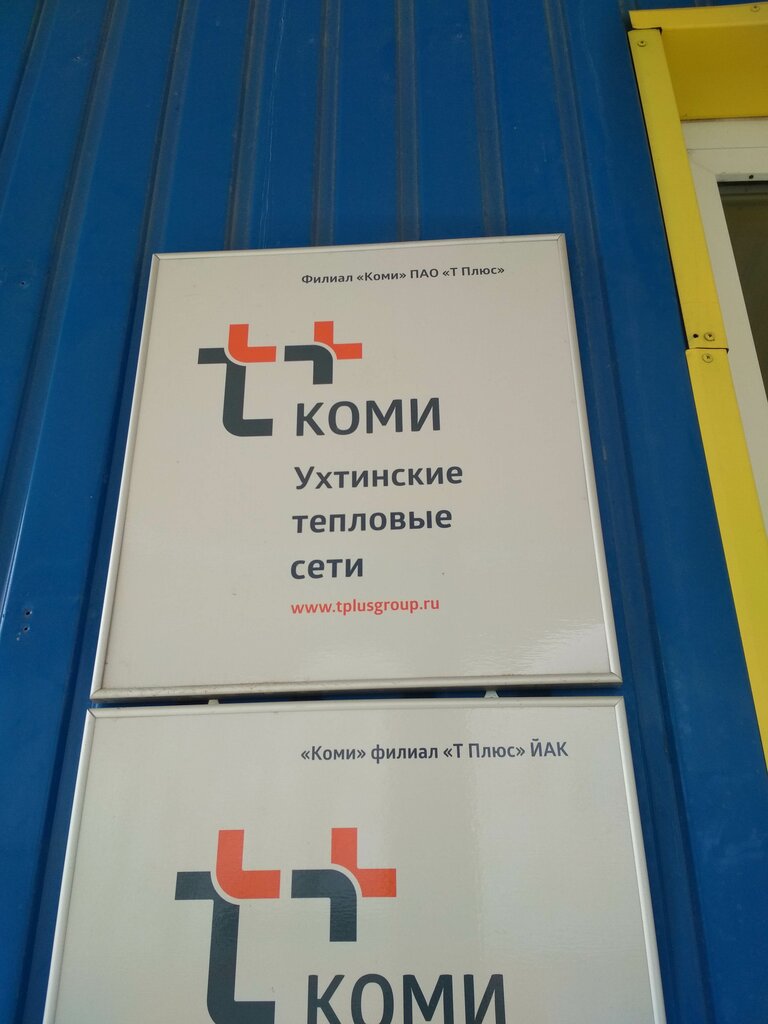 Филиал «Коми» ПАО «Т Плюс»
КОМИ
Ухтинские
тепловые
сети
www.tplusgroup.ru
«Коми» филиал «Т Плюс» ЙАК
КОМИ